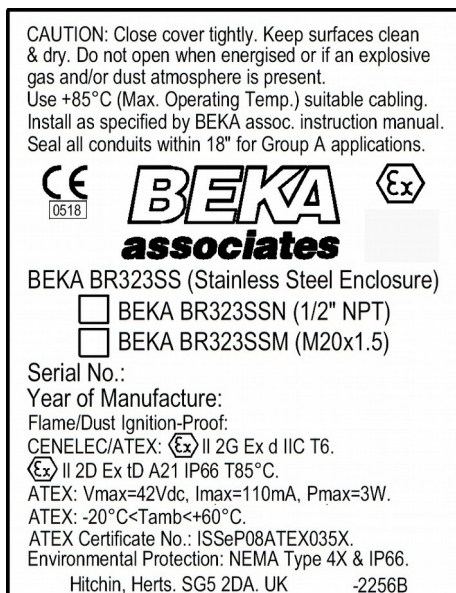 CAUTION: Close cover tightly. Keep surfaces clean
& dry. Do not open when energised or if an explosive
gas and/or dust atmosphere is present.
Use +85°C (Max. Operating Temp.) suitable cabling.
Install as specified by BEKA assoc. instruction manual.
Seal all conduits within 18" for Group A applications.
CE
0518
BEKA
associates
Ex
BEKA BR323SS (Stainless Steel Enclosure)
BEKA BR323SSN (1/2" NPT)
BEKA BR323SSM (M20x1.5)
Serial No.:
Year of Manufacture:
Flame/Dust Ignition-Proof:
CENELEC/ATEX: Ex II 2G Ex d IIC T6.
Ex II 2D Ex tD A21 IP66 T85°C.
ATEX: Vmax=42Vdc, Imax=110mA, Pmax=3W.
ATEX: -20°C<Tamb<+60°C.
ATEX Certificate No.: ISSeP08ATEX035X.
Environmental Protection: NEMA Type 4X & IP66.
Hitchin, Herts. SG5 2DA. UK -2256B